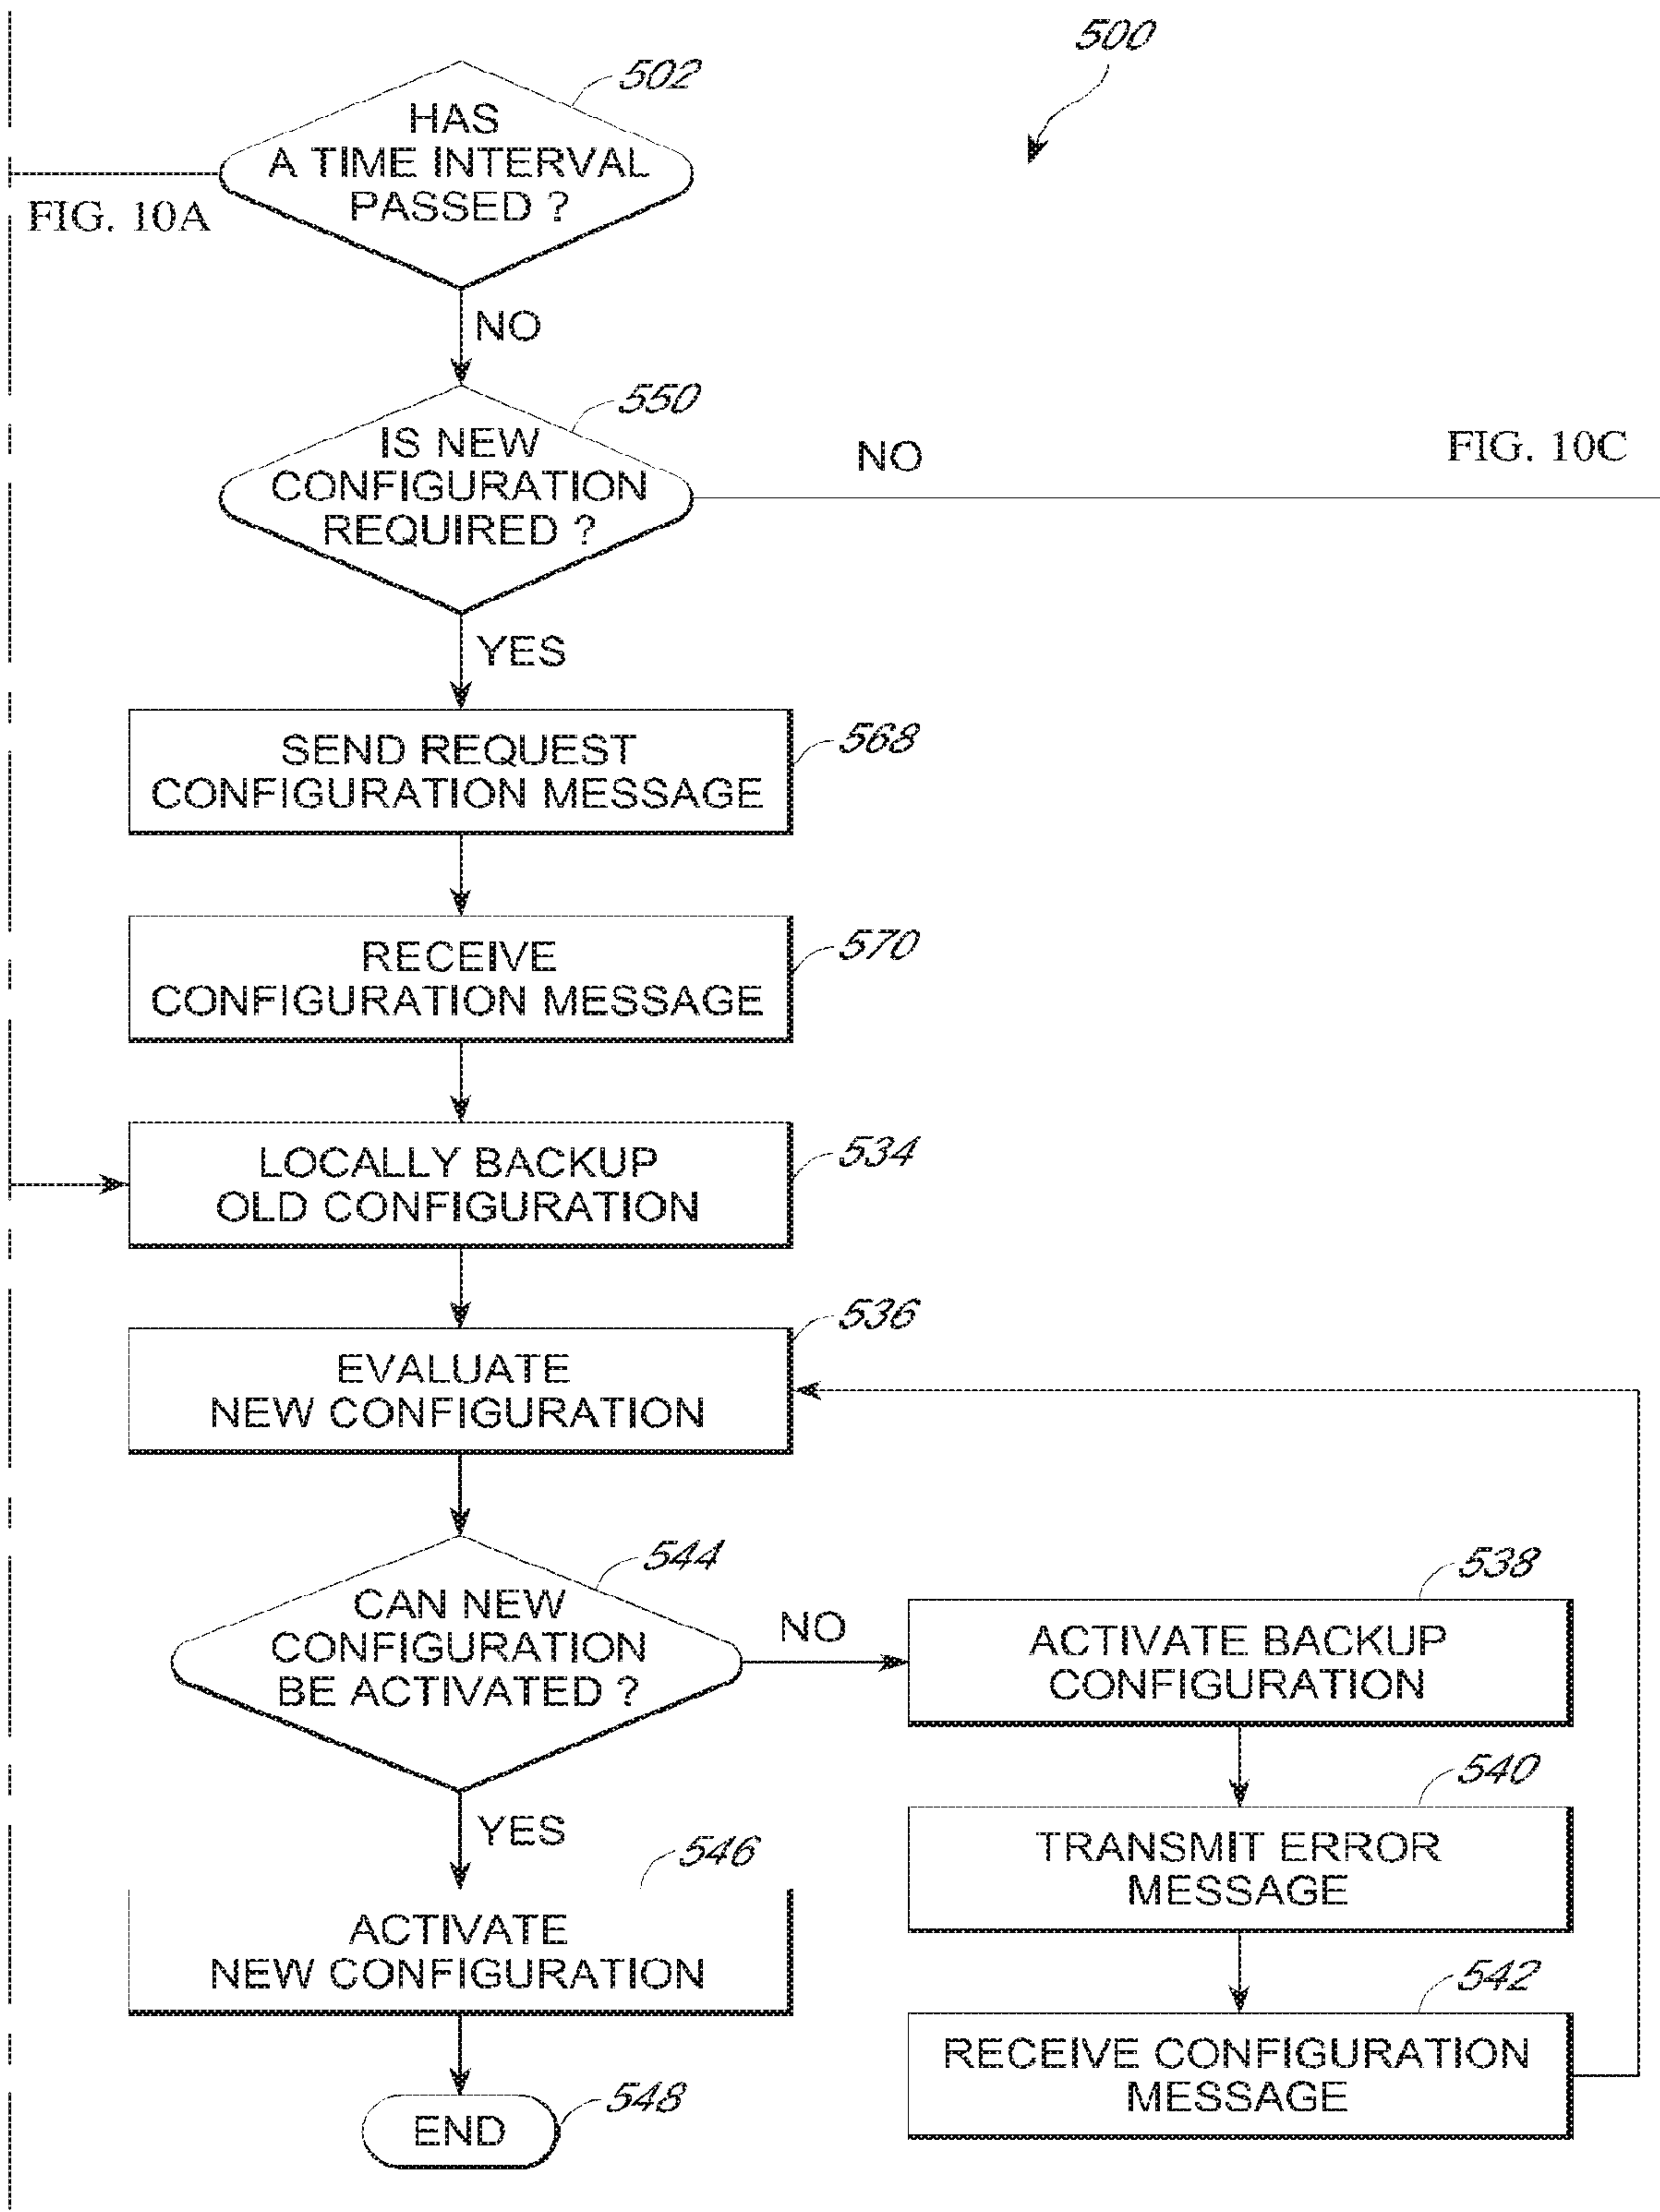 500
502
HAS
A TIME INTERVAL
PASSED ?
FIG. 10A
NO
550
IS NEW
CONFIGURATION
REQUIRED ?
NO
FIG. 10C
YES
568
SEND REQUEST
CONFIGURATION MESSAGE
570
RECEIVE
CONFIGURATION MESSAGE
534
LOCALLY BACKUP
OLD CONFIGURATION
536
EVALUATE
NEW CONFIGURATION
544
CAN NEW
CONFIGURATION
BE ACTIVATED ?
NO
538
ACTIVATE BACKUP
CONFIGURATION
540
TRANSMIT ERROR
MESSAGE
542
RECEIVE CONFIGURATION
MESSAGE
YES
546
ACTIVATE
NEW CONFIGURATION
548
END